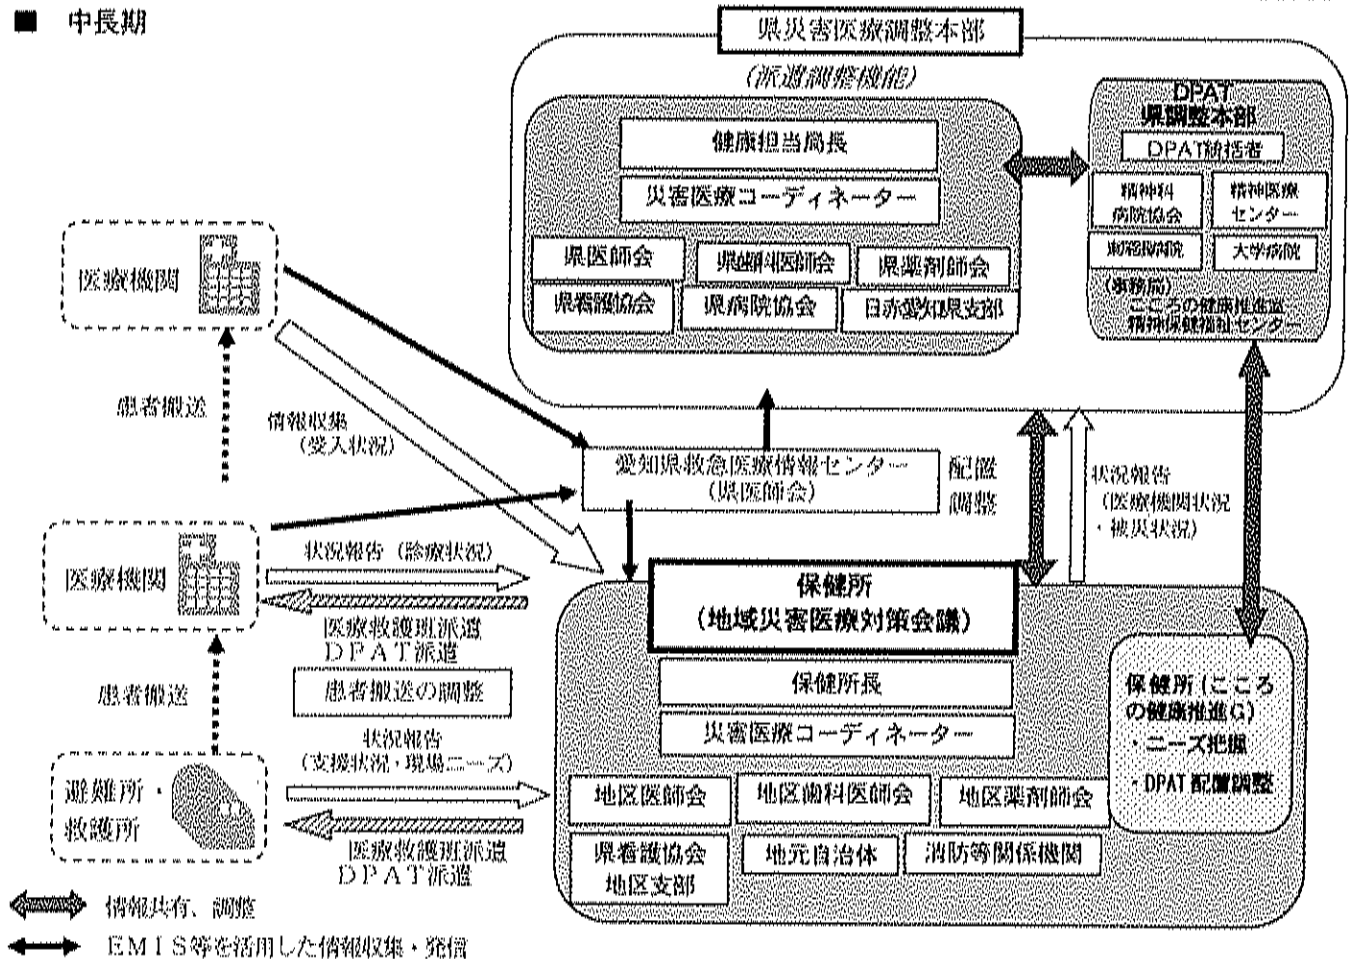 ■ 中長期
県災害医療調整本部
(派遣調整機能)
健康担当局長
災害医療コーディネーター
県医師会
県歯科医師会
県薬剤師会
県看護協会
県病院協会
日赤愛知県支部
DPAT
県調整本部
DPAT統括者
精神科
病院協会
精神医療
センター
大学病院
(事務局)
こころの健康推進室
精神保健福祉センター
医療機関
患者搬送
情報収集
(受入状況)
愛知県救急医療情報センター
(県医師会)
配置
調整
状況報告
(医療機関状況
・被災状況)
医療機関
状況報告(診療状況)
医療救護班派遣
DPAT派遣
患者搬送
患者搬送の調整
状況報告
(支援状況・現場ニーズ)
避難所・
救護所
医療救護班派遣
DPAT派遣
保健所
(地域災害医療対策会議)
保健所長
災害医療コーディネーター
地区医師会
地区歯科医師会
地区薬剤師会
県看護協会
地区支部
地元自治体
消防等関係機関
保健所(こころ
の健康推進G)
・ニーズ把握
・DPAT配置調整
情報共有、調整
EMIS等を活用した情報収集・発信